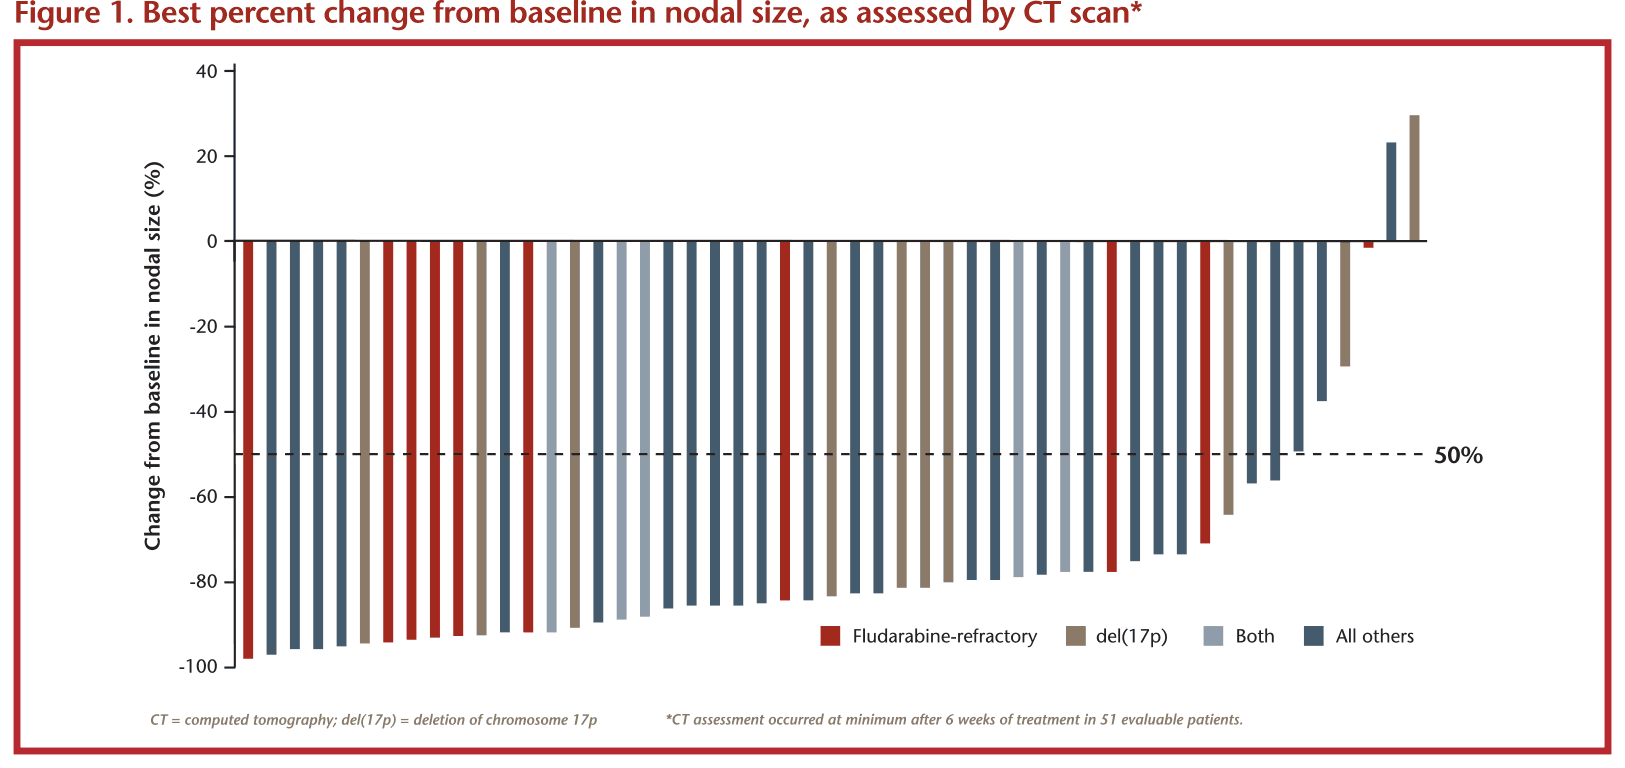 Figure 1. Best percent change from baseline in nodal size, as assessed by CT scan*
Change from baseline in nodal size (%)
40
20
0
-20
-40
-60
-80
-100
50%
Fludarabine-refractory
del(17p)
Both
All others
CT = computed tomography; del(17p) = deletion of chromosome 17p
*CT assessment occurred at minimum after 6 weeks of treatment in 51 evaluable patients.